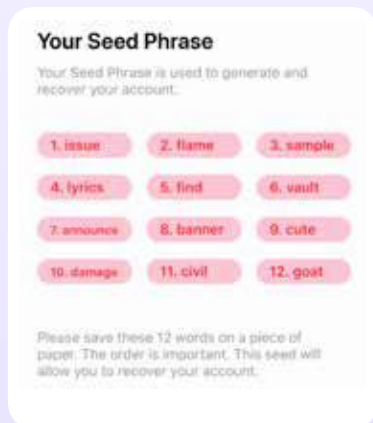 Your Seed Phrase
Your Seed Phrase is used to generate and
recover your account.
1. issue 2. flame 3. sample
4. lyrics 5. find 6. vault
7. announce 8. banner 9. cute
10. damage 11. civil 12. goat
Please save these 12 words on a piece of
paper. The order is important. This seed will
allow you to recover your account.